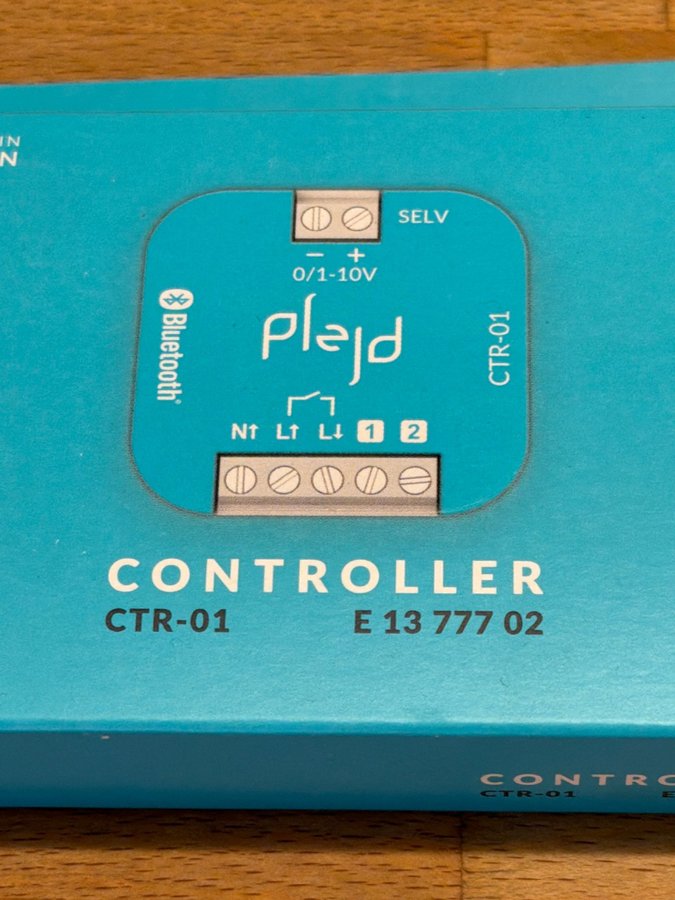 IN
N
SELV
− +
0/1-10V
Bluetooth®
plejd
CTR-01
N↑ L↑ L↓ 1 2
CONTROLLER
CTR-01 E 13 777 02
CONTRO
CTR-01 E